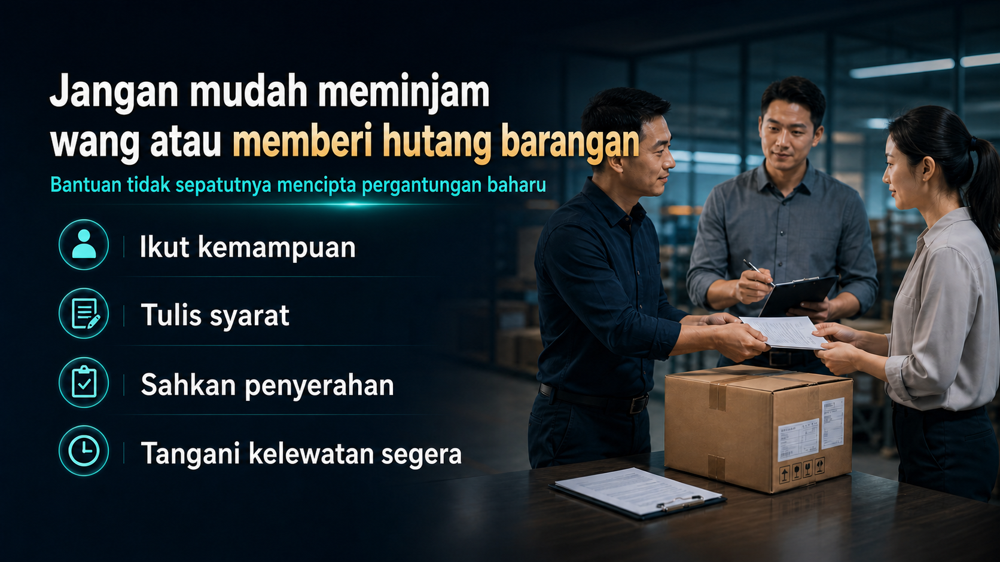 Jangan mudah meminjam
wang atau memberi hutang barangan
Bantuan tidak sepatutnya mencipta pergantungan baharu
Ikut kemampuan
Tulis syarat
Sahkan penyerahan
Tangani kelewatan segera